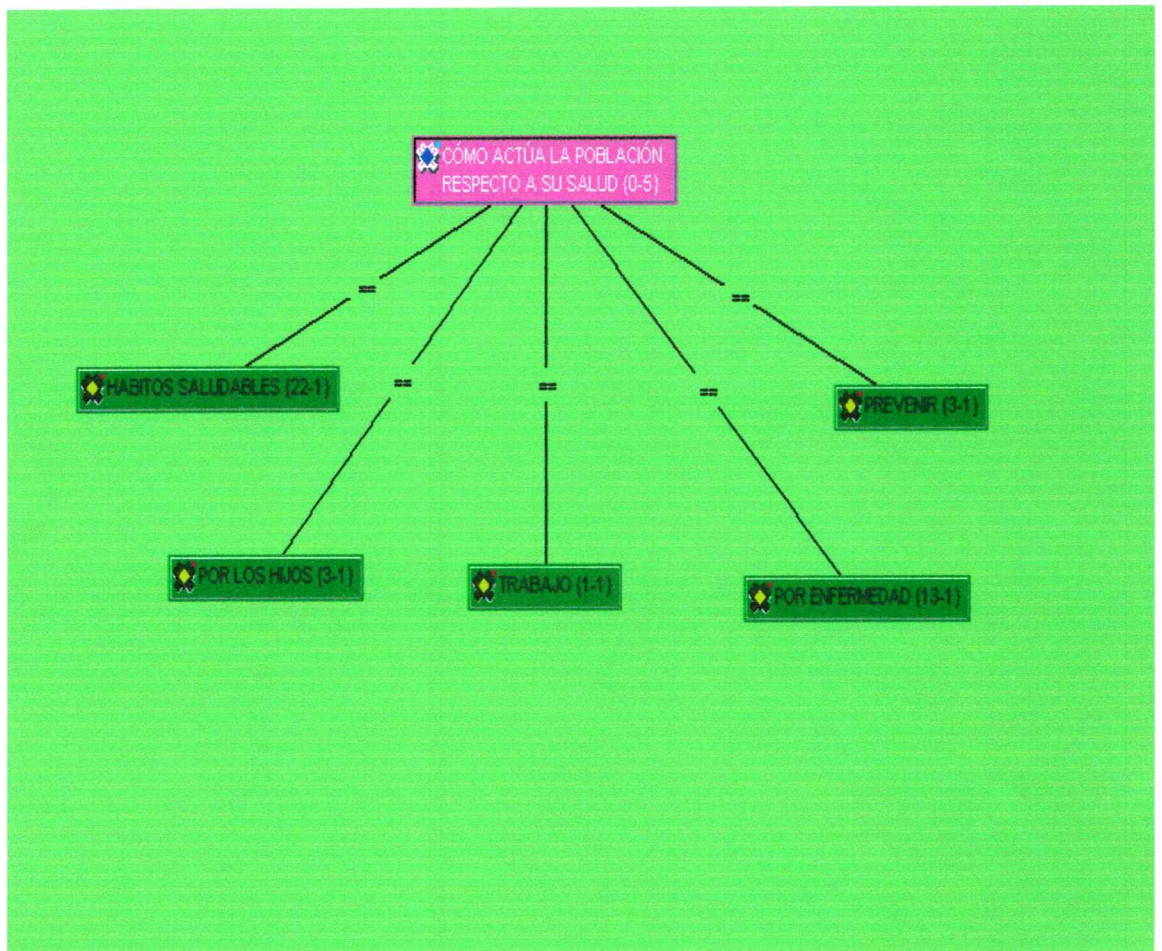 CÓMO ACTÚA LA POBLACIÓN
RESPECTO A SU SALUD {0-5}
==
==
==
==
==
HABITOS SALUDABLES {22-1}
PREVENIR {3-1}
POR LOS HIJOS {3-1}
TRABAJO {1-1}
POR ENFERMEDAD {13-1}